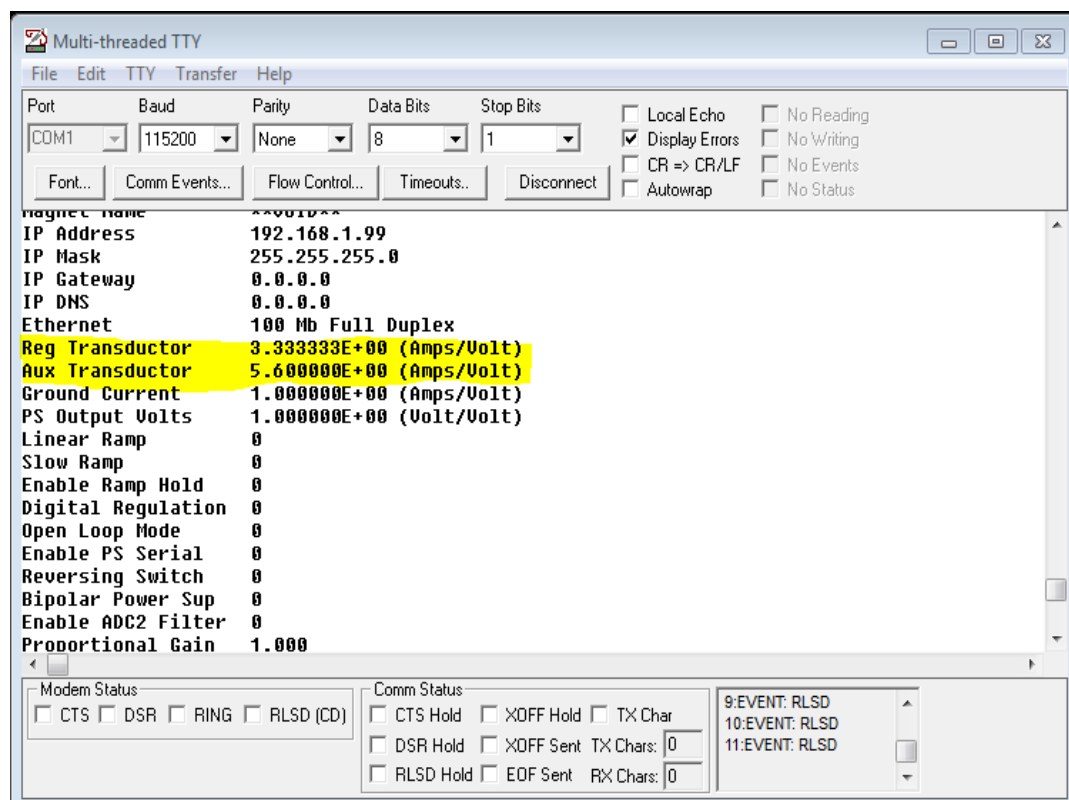 Multi-threaded TTY
File Edit TTY Transfer Help
Port Baud Parity Data Bits Stop Bits
COM1 115200 None 8 1
Local Echo No Reading
Display Errors No Writing
CR => CR/LF No Events
Autowrap No Status
Font... Comm Events... Flow Control... Timeouts.. Disconnect
Magnet Name **VOID**
IP Address 192.168.1.99
IP Mask 255.255.255.0
IP Gateway 0.0.0.0
IP DNS 0.0.0.0
Ethernet 100 Mb Full Duplex
Reg Transductor 3.333333E+00 (Amps/Volt)
Aux Transductor 5.600000E+00 (Amps/Volt)
Ground Current 1.000000E+00 (Amps/Volt)
PS Output Volts 1.000000E+00 (Volt/Volt)
Linear Ramp 0
Slow Ramp 0
Enable Ramp Hold 0
Digital Regulation 0
Open Loop Mode 0
Enable PS Serial 0
Reversing Switch 0
Bipolar Power Sup 0
Enable ADC2 Filter 0
Proportional Gain 1.000
Modem Status
CTS DSR RING RLSD (CD)
Comm Status
CTS Hold XOFF Hold TX Char
DSR Hold XOFF Sent TX Chars: 0
RLSD Hold EOF Sent RX Chars: 0
9:EVENT: RLSD
10:EVENT: RLSD
11:EVENT: RLSD